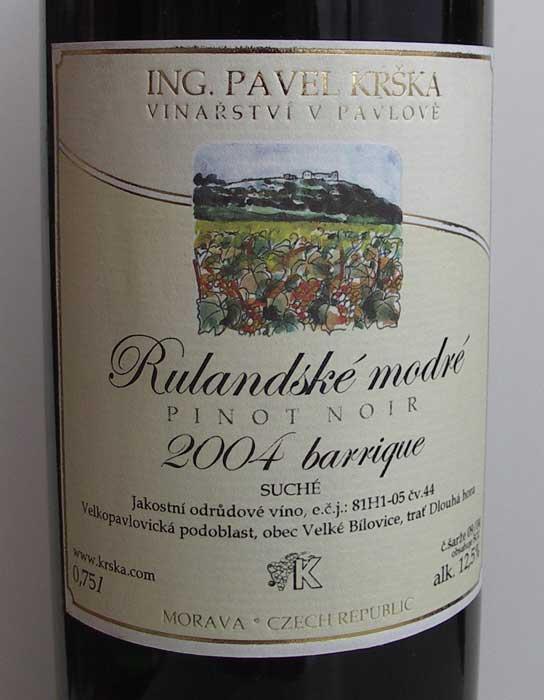 ING. PAVEL KRŠKA
VINAŘSTVÍ V PAVLOVĚ
Rulandské modré
PINOT NOIR
2004 barrique
SUCHÉ
Jakostní odrůdové víno, e.č.j.: 81H1-05 čv.44
Velkopavlovická podoblast, obec Velké Bílovice, trať Dlouhá hora
www.krska.com
0,75l
K
č.šarže
alk. 12,5%
MORAVA * CZECH REPUBLIC